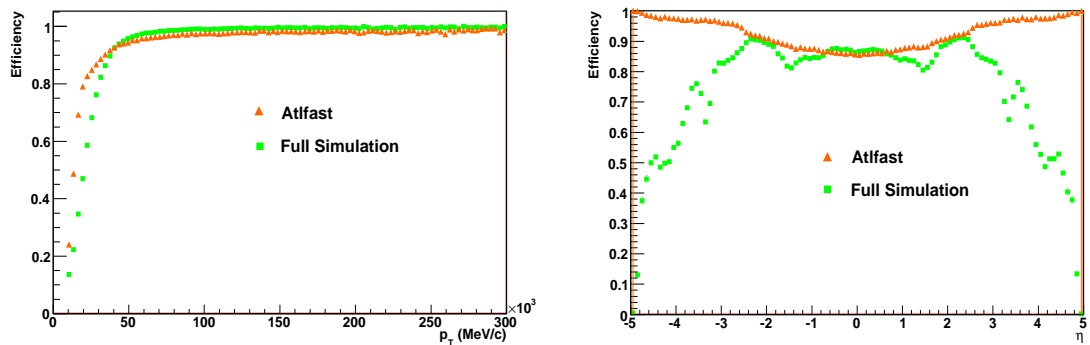 Efficiency
1
0.8
0.6
0.4
0.2
0
Atlfast
Full Simulation
0 50 100 150 200 250 300
×10³
p_T (MeV/c)
Efficiency
1
0.9
0.8
0.7
0.6
0.5
0.4
0.3
0.2
0.1
0
Atlfast
Full Simulation
-5 -4 -3 -2 -1 0 1 2 3 4 5
η